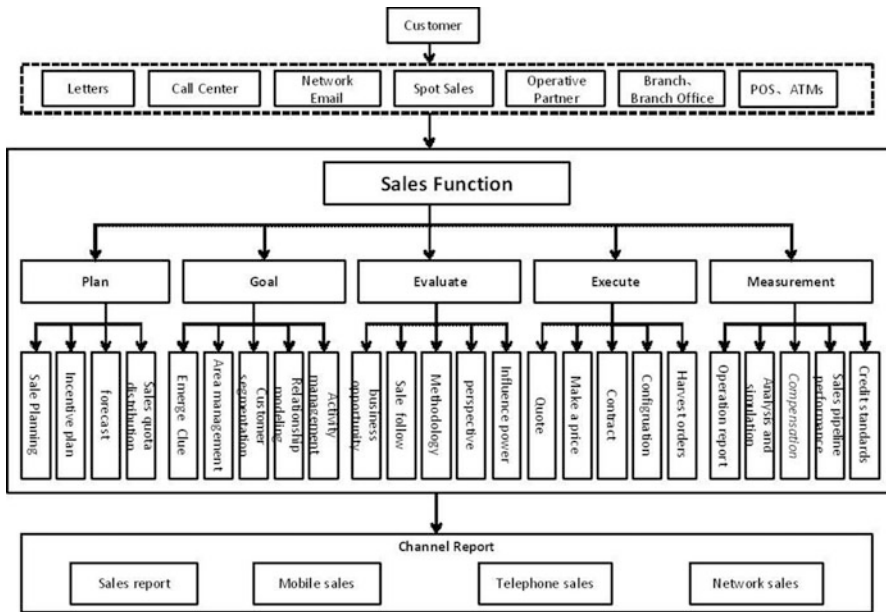 Customer
Letters
Call Center
Network
Email
Spot Sales
Operative
Partner
Branch、
Branch Office
POS、ATMs
Sales Function
Plan
Goal
Evaluate
Execute
Measurement
Sale Planning
Incentive plan
forecast
Sales quota
distribution
Emerge Clue
Area management
Customer
segmentation
Relationship
modeling
Activity
management
business
opportunity
Sale follow
Methodology
perspective
Influence power
Quote
Make a price
Contract
Configruation
Harvest orders
Operation report
Analysis and
simulation
Compensation
Sales pipeline
performance
Credit standards
Channel Report
Sales report
Mobile sales
Telephone sales
Network sales